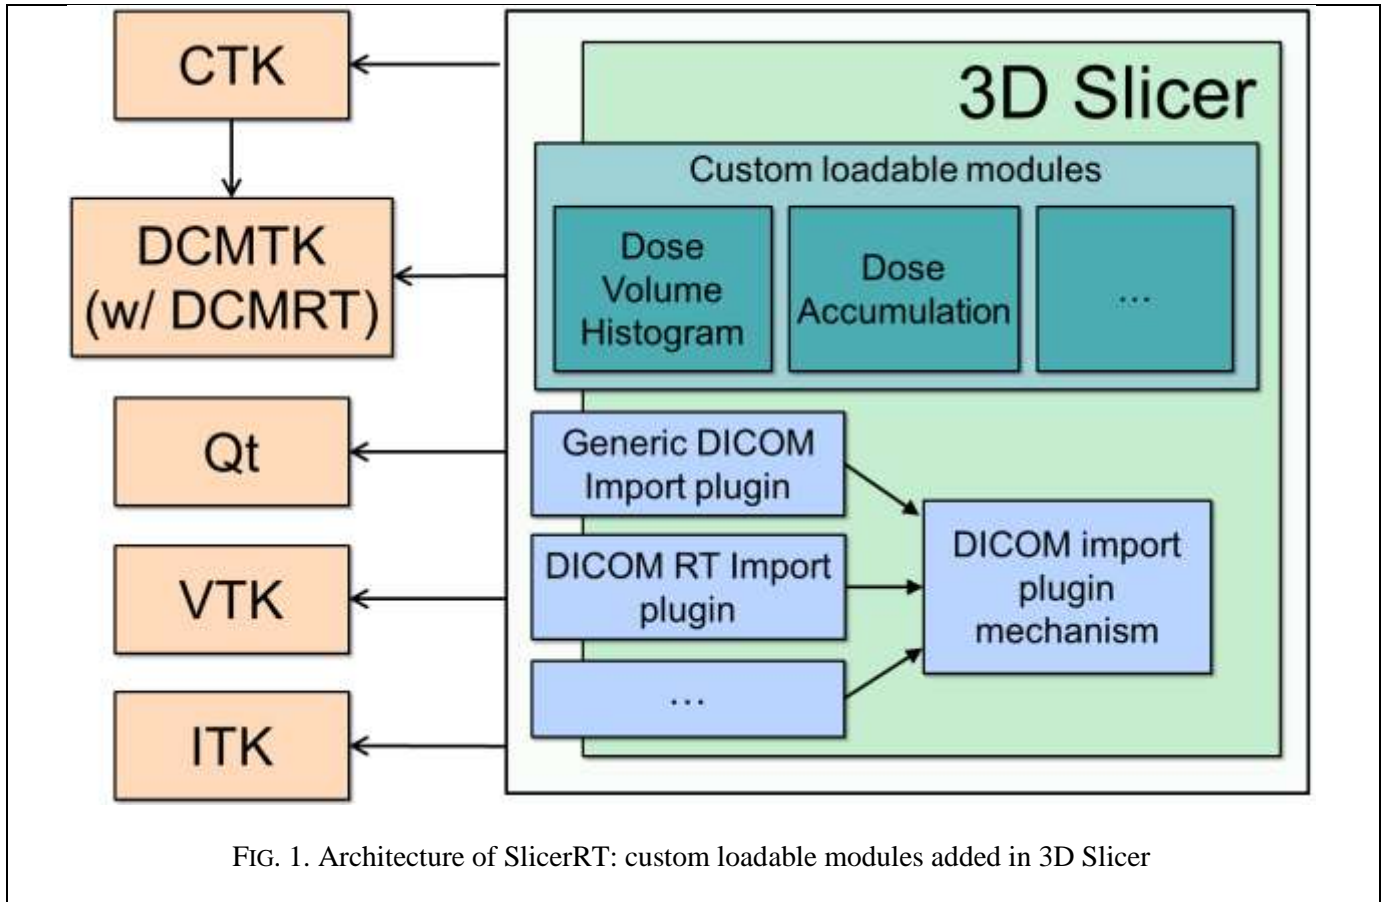 CTK
DCMTK
(w/ DCMRT)
Qt
VTK
ITK
3D Slicer
Custom loadable modules
Dose
Volume
Histogram
Dose
Accumulation
...
Generic DICOM
Import plugin
DICOM RT Import
plugin
...
DICOM import
plugin
mechanism
FIG. 1. Architecture of SlicerRT: custom loadable modules added in 3D Slicer